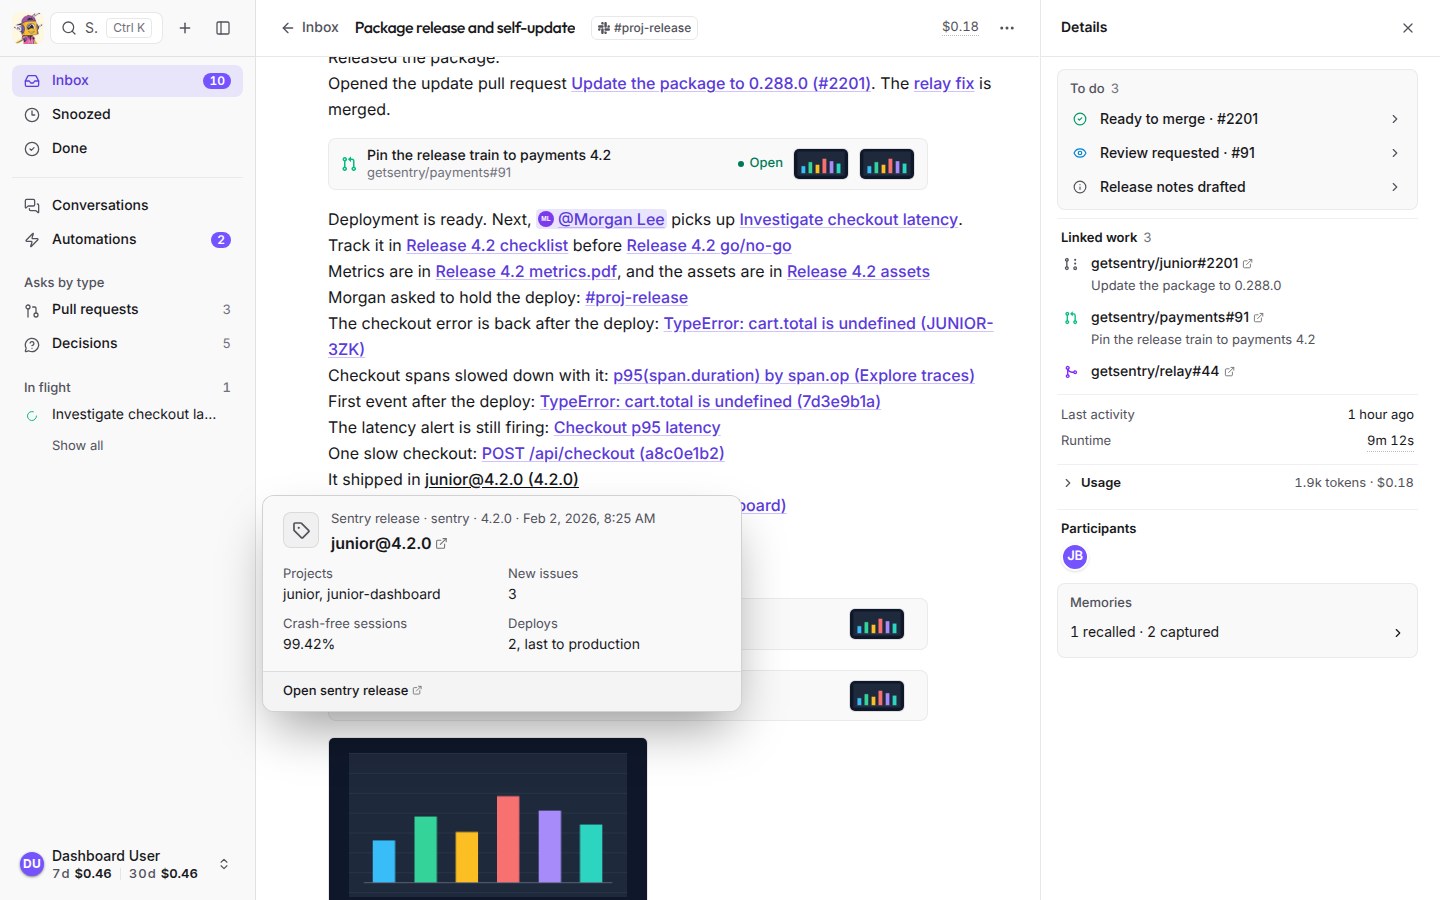 S.
Ctrl K
Inbox
10
Snoozed
Done
Conversations
Automations
2
Asks by type
Pull requests
3
Decisions
5
In flight
1
Investigate checkout la...
Show all
DU
Dashboard User
7d $0.46
30d $0.46
Inbox
Package release and self-update
#proj-release
$0.18
Released the package.
Opened the update pull request Update the package to 0.288.0 (#2201). The relay fix is
merged.
Pin the release train to payments 4.2
getsentry/payments#91
Open
Deployment is ready. Next, ML @Morgan Lee picks up Investigate checkout latency.
Track it in Release 4.2 checklist before Release 4.2 go/no-go
Metrics are in Release 4.2 metrics.pdf, and the assets are in Release 4.2 assets
Morgan asked to hold the deploy: #proj-release
The checkout error is back after the deploy: TypeError: cart.total is undefined (JUNIOR-
3ZK)
Checkout spans slowed down with it: p95(span.duration) by span.op (Explore traces)
First event after the deploy: TypeError: cart.total is undefined (7d3e9b1a)
The latency alert is still firing: Checkout p95 latency
One slow checkout: POST /api/checkout (a8c0e1b2)
It shipped in junior@4.2.0 (4.2.0)
board)
Sentry release · sentry · 4.2.0 · Feb 2, 2026, 8:25 AM
junior@4.2.0
Projects
junior, junior-dashboard
New issues
3
Crash-free sessions
99.42%
Deploys
2, last to production
Open sentry release
Details
To do 3
Ready to merge · #2201
Review requested · #91
Release notes drafted
Linked work 3
getsentry/junior#2201
Update the package to 0.288.0
getsentry/payments#91
Pin the release train to payments 4.2
getsentry/relay#44
Last activity
1 hour ago
Runtime
9m 12s
Usage
1.9k tokens · $0.18
Participants
JB
Memories
1 recalled · 2 captured